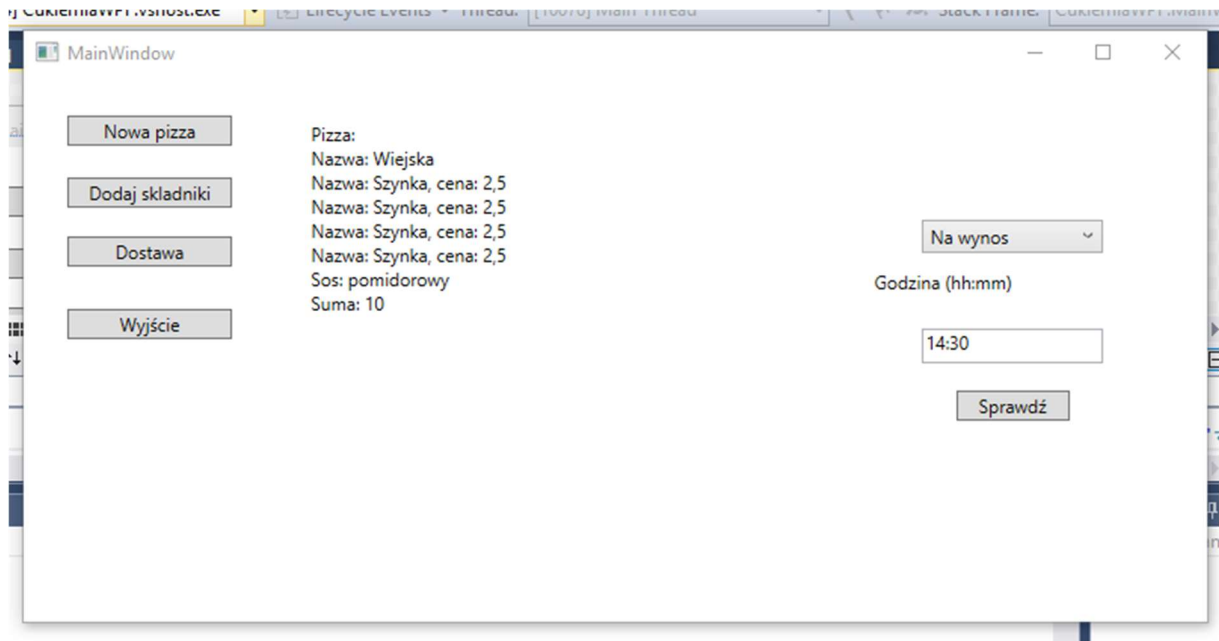 CukierniaWPF.vshost.exe
Lifecycle Events
Thread: [10076] Main Thread
Stack Frame:
MainWindow
Nowa pizza
Dodaj skladniki
Dostawa
Wyjście
Pizza:
Nazwa: Wiejska
Nazwa: Szynka, cena: 2,5
Nazwa: Szynka, cena: 2,5
Nazwa: Szynka, cena: 2,5
Nazwa: Szynka, cena: 2,5
Sos: pomidorowy
Suma: 10
Na wynos
Godzina (hh:mm)
14:30
Sprawdź